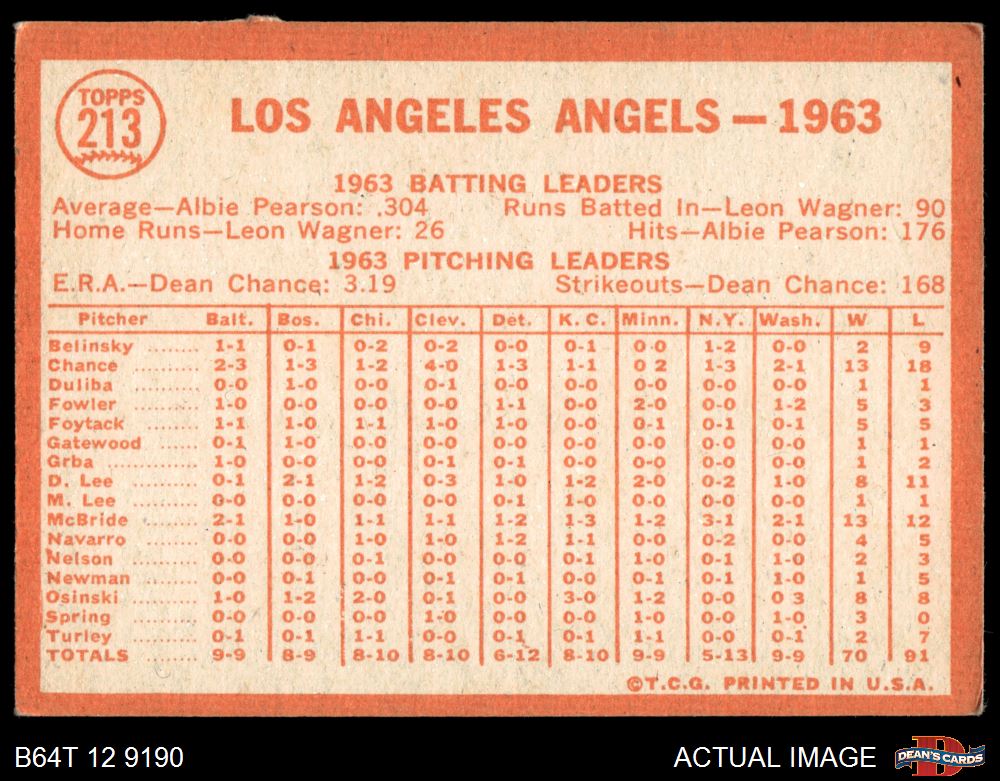 TOPPS
213
LOS ANGELES ANGELS — 1963
1963 BATTING LEADERS
Average—Albie Pearson: .304 Runs Batted In—Leon Wagner: 90
Home Runs—Leon Wagner: 26 Hits—Albie Pearson: 176
1963 PITCHING LEADERS
E.R.A.—Dean Chance: 3.19 Strikeouts—Dean Chance: 168
Pitcher Balt. Bos. Chi. Clev. Det. K. C. Minn. N.Y. Wash. W L
Belinsky ........ 1-1 0-1 0-2 0-2 0-0 0-1 0-0 1-2 0-0 2 9
Chance .......... 2-3 1-3 1-2 4-0 1-3 1-1 0 2 1-3 2-1 13 18
Duliba .......... 0-0 1-0 0-0 0-1 0-0 0-0 0-0 0-0 0-0 1 1
Fowler .......... 1-0 0-0 0-0 0-0 1-1 0-0 2-0 0-0 1-2 5 3
Foytack ........ 1-1 1-0 1-1 1-0 1-0 0-0 0-1 0-1 0-1 5 5
Gatewood ...... 0-1 1-0 0-0 0-0 0-0 0-0 0-0 0-0 0-0 1 1
Grba .............. 1-0 0-0 0-0 0-1 0-1 0-0 0-0 0-0 0-0 1 2
D. Lee .......... 0-1 2-1 1-2 0-3 1-0 1-2 2-0 0-2 1-0 8 11
M. Lee .......... 0-0 0-0 0-0 0-0 0-1 1-0 0-0 0-0 0-0 1 1
McBride ........ 2-1 1-0 1-1 1-1 1-2 1-3 1-2 3-1 2-1 13 12
Navarro ........ 0-0 0-0 1-0 1-0 1-2 1-1 0-0 0-2 0-0 4 5
Nelson .......... 0-0 0-0 0-1 0-0 0-0 0-1 1-0 0-1 1-0 2 3
Newman ........ 0-0 0-1 0-0 0-1 0-1 0-0 0-1 0-1 1-0 1 5
Osinski .......... 1-0 1-2 2-0 0-1 0-0 3-0 1-2 0-0 0 3 8 8
Spring .......... 0-0 0-0 0-0 1-0 0-0 0-0 1-0 0-0 1-0 3 0
Turley .......... 0-1 0-1 1-1 0-0 0-1 0-1 1-1 0-0 0-1 2 7
TOTALS ........ 9-9 8-9 8-10 8-10 6-12 8-10 9-9 5-13 9-9 70 91
©T.C.G. PRINTED IN U.S.A.
B64T 12 9190 ACTUAL IMAGE
DEAN'S CARDS